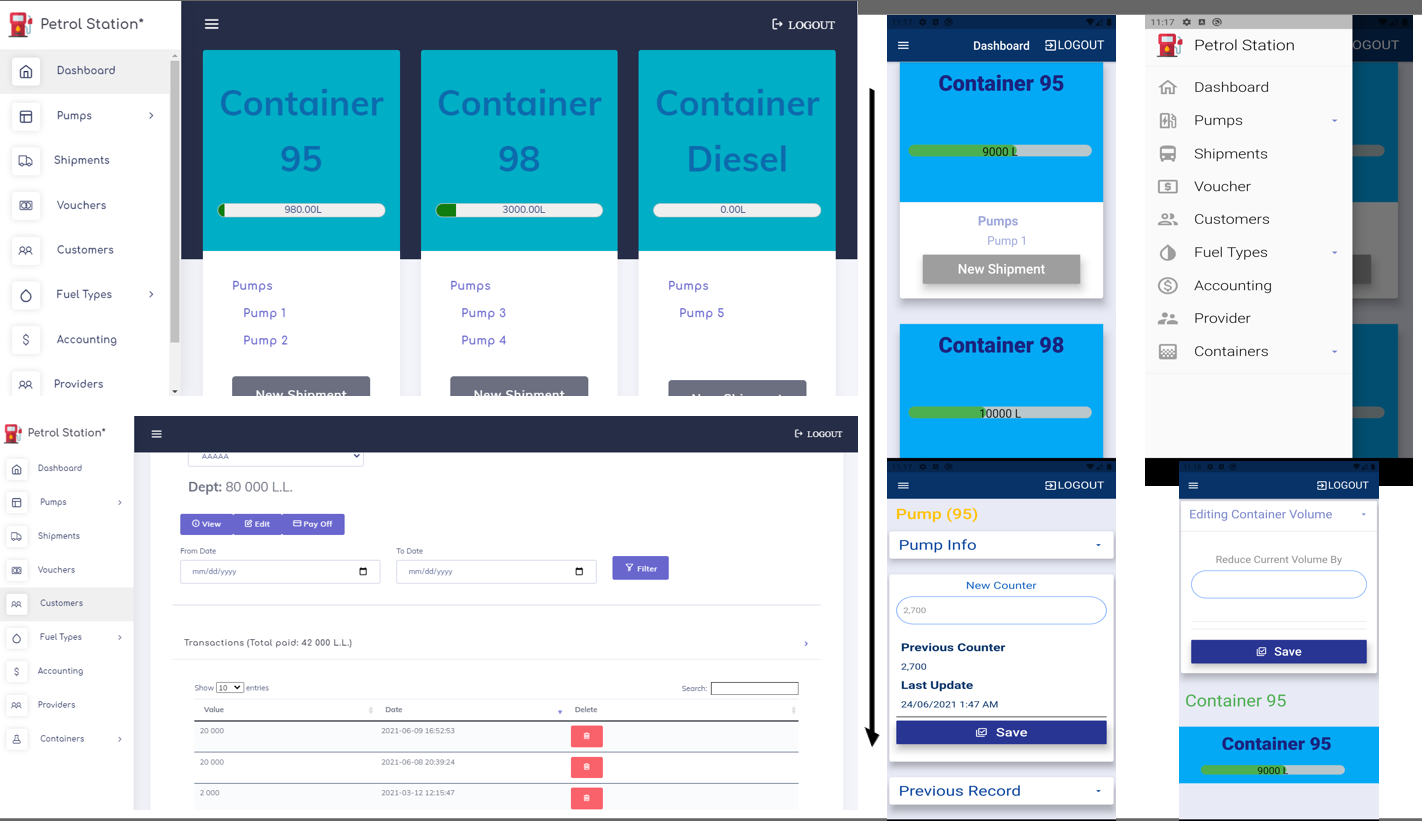 Petrol Station*
LOGOUT
Dashboard
Pumps
Shipments
Vouchers
Customers
Fuel Types
Accounting
Providers
Container
95
980.00L
Pumps
Pump 1
Pump 2
New Shipment
Container
98
3000.00L
Pumps
Pump 3
Pump 4
New Shipment
Container
Diesel
0.00L
Pumps
Pump 5
New Shipment
Petrol Station*
LOGOUT
Dashboard
Pumps
Shipments
Vouchers
Customers
Fuel Types
Accounting
Providers
Containers
AAAAA
Dept: 80 000 L.L.
View Edit Pay Off
From Date To Date
mm/dd/yyyy mm/dd/yyyy Filter
Transactions (Total paid: 42 000 L.L.)
Show 10 entries Search:
Value Date Delete
20 000 2021-06-09 16:52:53
20 000 2021-06-08 20:39:24
2 000 2021-03-12 12:15:47
11:17
Dashboard LOGOUT
Container 95
9000 L
Pumps
Pump 1
New Shipment
Container 98
10000 L
11:17
Petrol Station
OGOUT
Dashboard
Pumps
Shipments
Voucher
Customers
Fuel Types
Accounting
Provider
Containers
LOGOUT
Pump (95)
Pump Info
New Counter
2,700
Previous Counter
2,700
Last Update
24/06/2021 1:47 AM
Save
Previous Record
11:18
LOGOUT
Editing Container Volume
Reduce Current Volume By
Save
Container 95
Container 95
9000 L